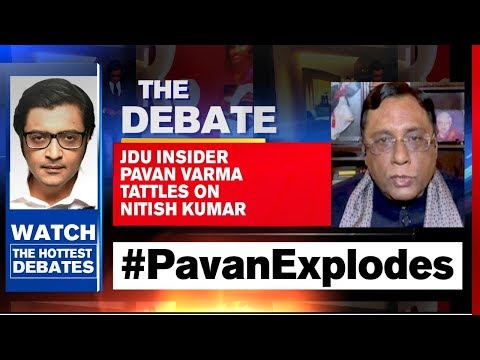 THE
DEBATE
JDU INSIDER
PAVAN VARMA
TATTLES ON
NITISH KUMAR
WATCH
THE HOTTEST
DEBATES
#PavanExplodes